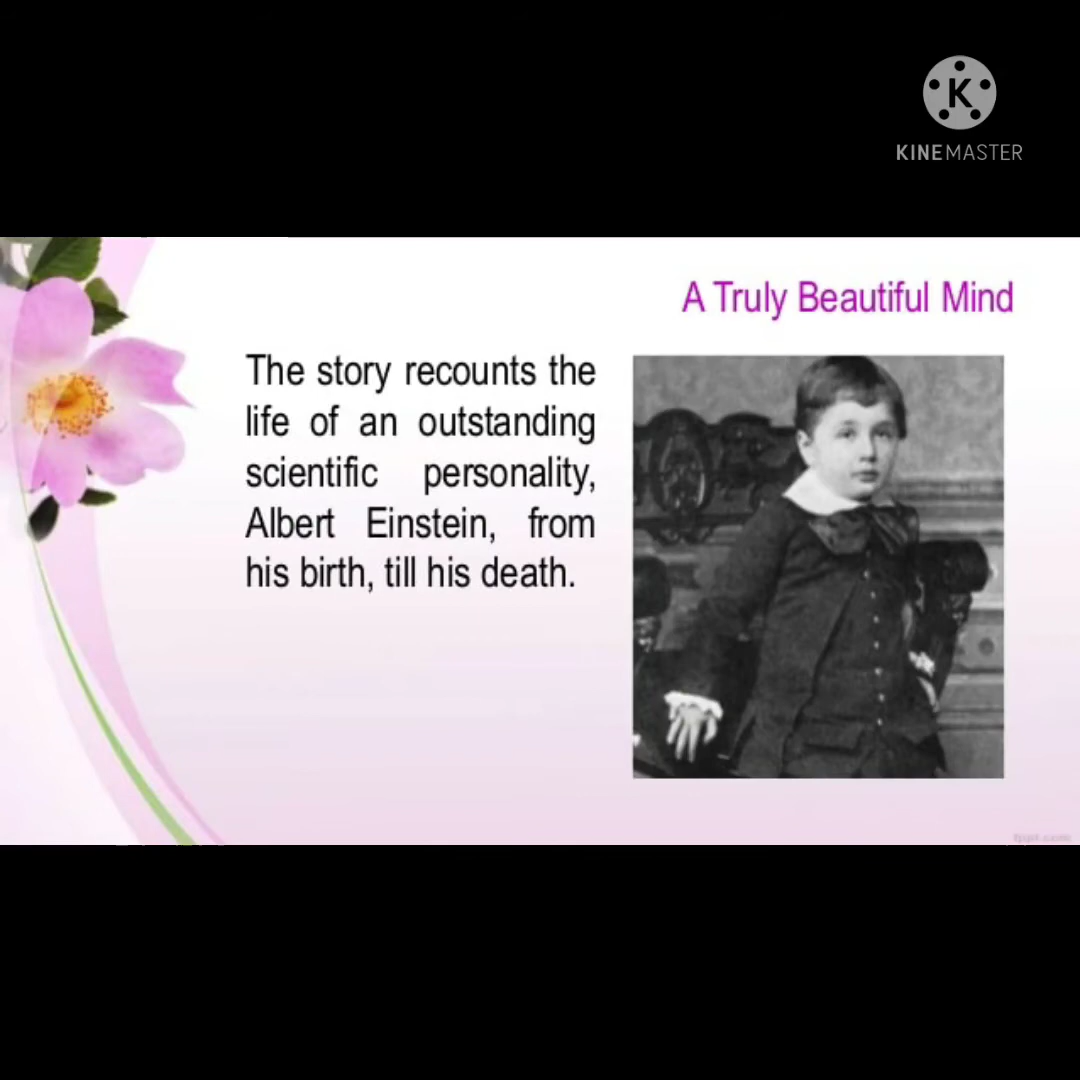 K
KINEMASTER
A Truly Beautiful Mind
The story recounts the
life of an outstanding
scientific personality,
Albert Einstein, from
his birth, till his death.